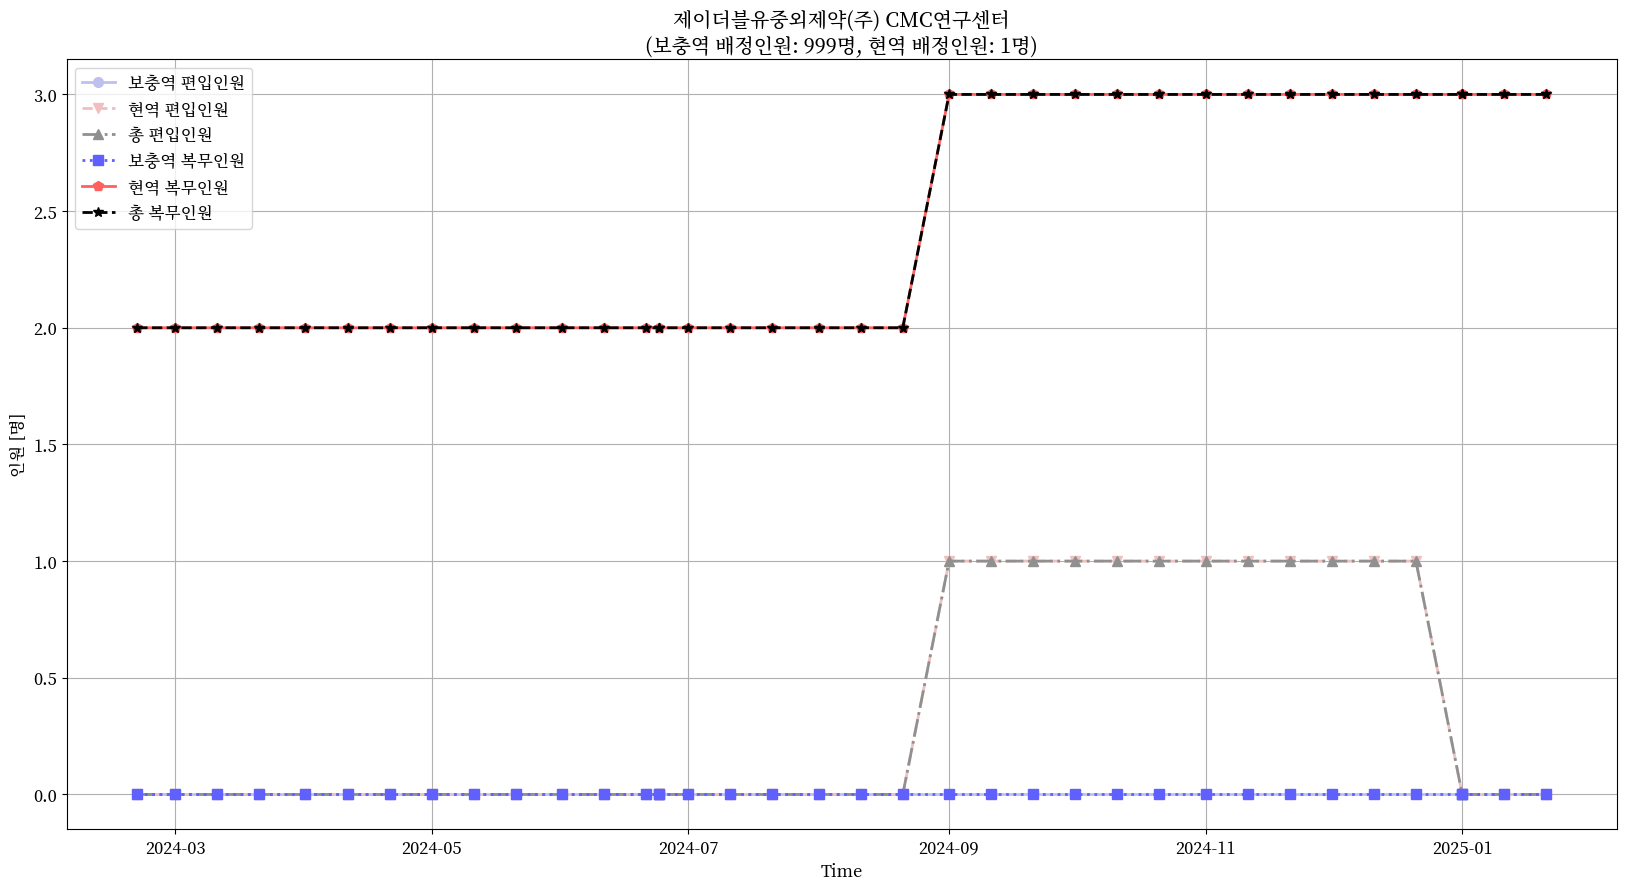 제이더블유중외제약(주) CMC연구센터
(보충역 배정인원: 999명, 현역 배정인원: 1명)
보충역 편입인원
현역 편입인원
총 편입인원
보충역 복무인원
현역 복무인원
총 복무인원
인원 [명]
3.0
2.5
2.0
1.5
1.0
0.5
0.0
2024-03
2024-05
2024-07
2024-09
2024-11
2025-01
Time